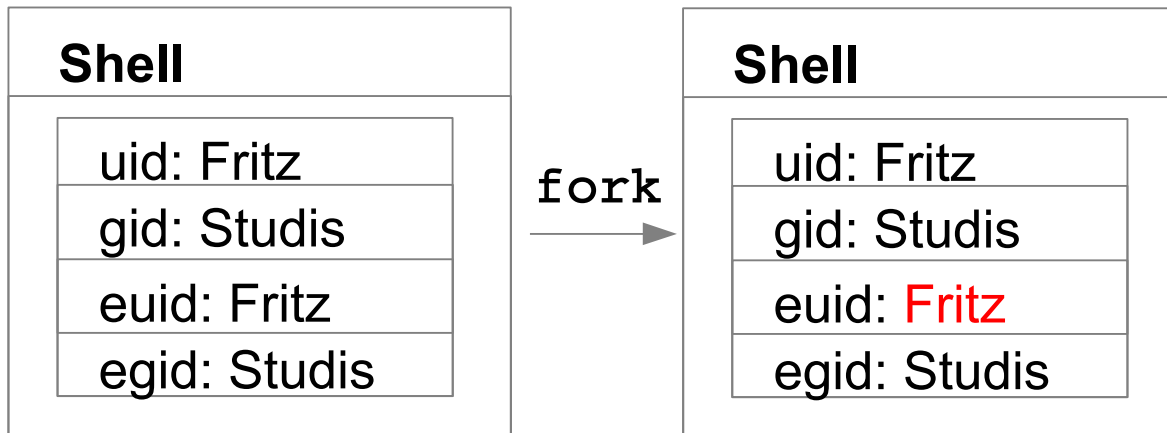 Shell
uid: Fritz
gid: Studis
euid: Fritz
egid: Studis
fork
Shell
uid: Fritz
gid: Studis
euid: Fritz
egid: Studis